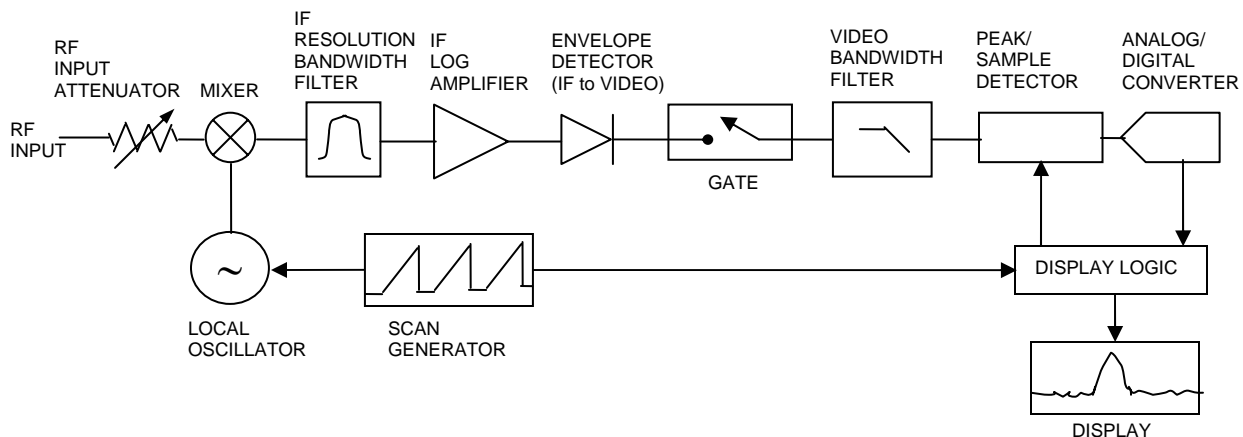 RF
INPUT
RF
INPUT
ATTENUATOR
MIXER
IF
RESOLUTION
BANDWIDTH
FILTER
IF
LOG
AMPLIFIER
ENVELOPE
DETECTOR
(IF to VIDEO)
GATE
VIDEO
BANDWIDTH
FILTER
PEAK/
SAMPLE
DETECTOR
ANALOG/
DIGITAL
CONVERTER
~
LOCAL
OSCILLATOR
SCAN
GENERATOR
DISPLAY LOGIC
DISPLAY